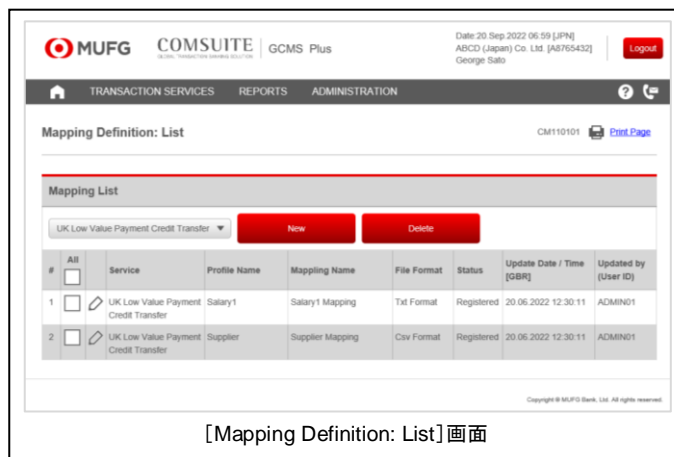 MUFG COMSUITE GCMS Plus
GLOBAL TRANSACTION BANKING SOLUTION
Date:20 Sep 2022 06:59 [JPN]
ABCD (Japan) Co. Ltd. [A8765432]
George Sato
Logout
TRANSACTION SERVICES REPORTS ADMINISTRATION
Mapping Definition: List
CM110101 Print Page
Mapping List
UK Low Value Payment Credit Transfer ▼ New Delete
# All Service Profile Name Mappling Name File Format Status Update Date / Time [GBR] Updated by (User ID)
1 UK Low Value Payment Credit Transfer Salary1 Salary1 Mapping Txt Format Registered 20.06.2022 12:30:11 ADMIN01
2 UK Low Value Payment Credit Transfer Supplier Supplier Mapping Csv Format Registered 20.06.2022 12:30:11 ADMIN01
Copyright © MUFG Bank, Ltd. All rights reserved.
[Mapping Definition: List]画面